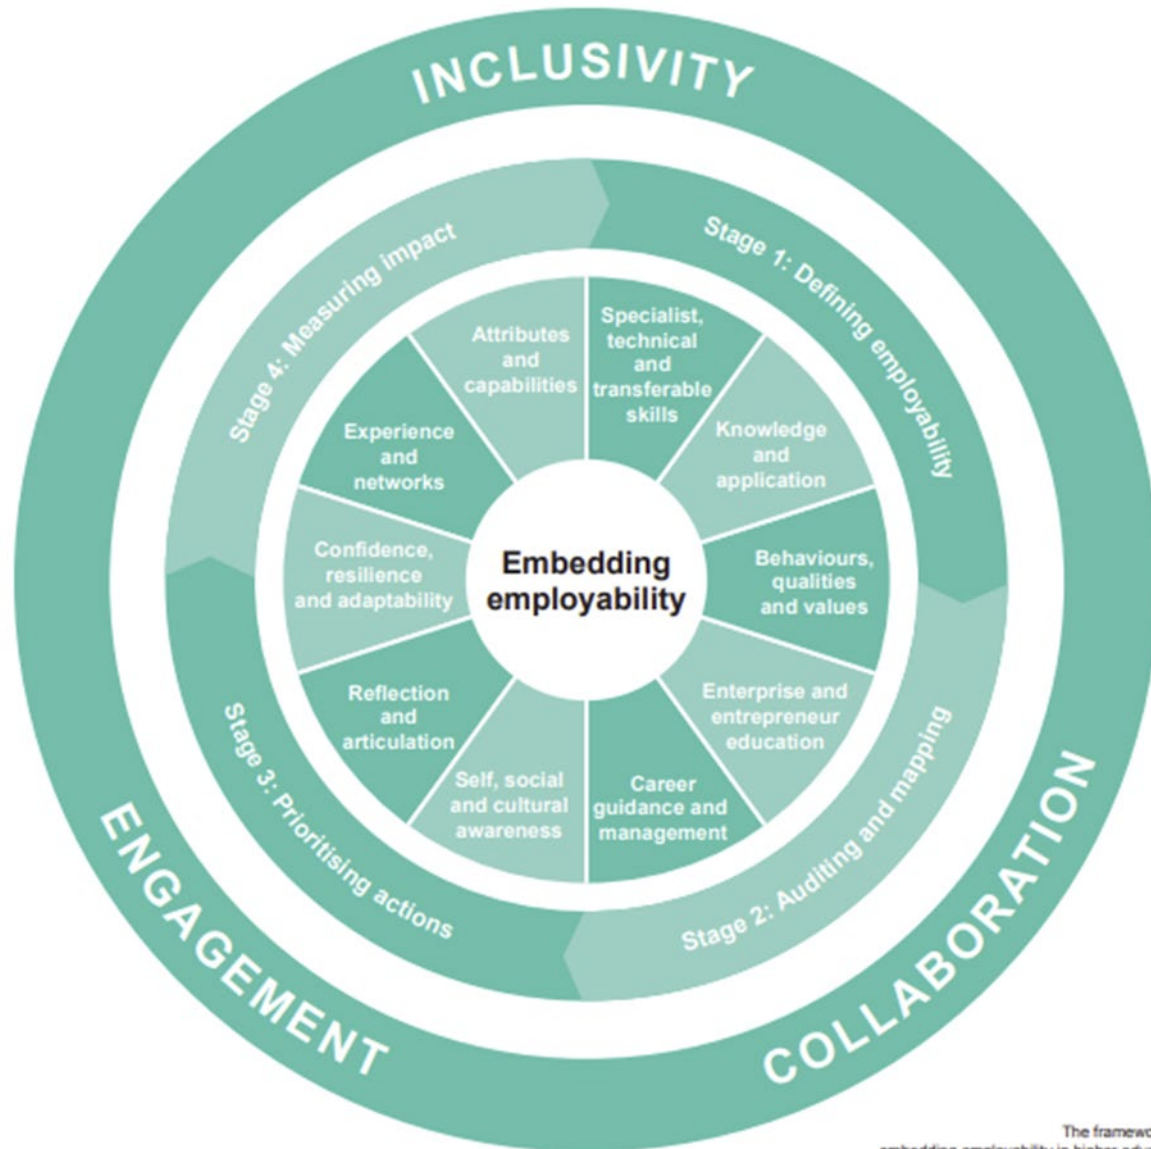 INCLUSIVITY
Stage 1: Defining employability
Stage 4: Measuring impact
Attributes
and
capabilities
Specialist,
technical
and
transferable
skills
Knowledge
and
application
Behaviours,
qualities
and values
Enterprise and
entrepreneur
education
Career
guidance and
management
Self, social
and cultural
awareness
Reflection
and
articulation
Confidence,
resilience
and adaptability
Experience
and
networks
Embedding
employability
Stage 2: Auditing and mapping
Stage 3: Prioritising actions
ENGAGEMENT
COLLABORATION
The